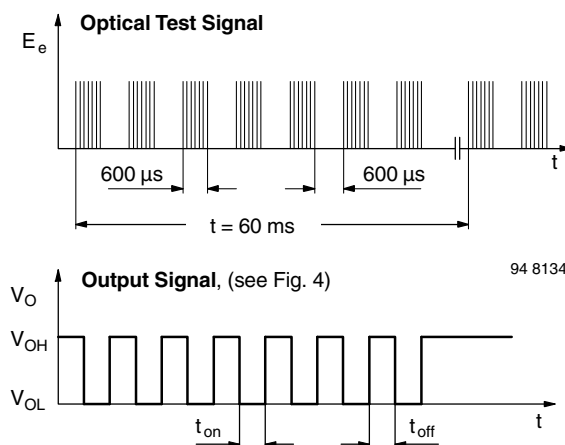 Optical Test Signal
E e
t
600 µs
600 µs
t = 60 ms
94 8134
Output Signal, (see Fig. 4)
V O
V OH
V OL
t on
t off
t